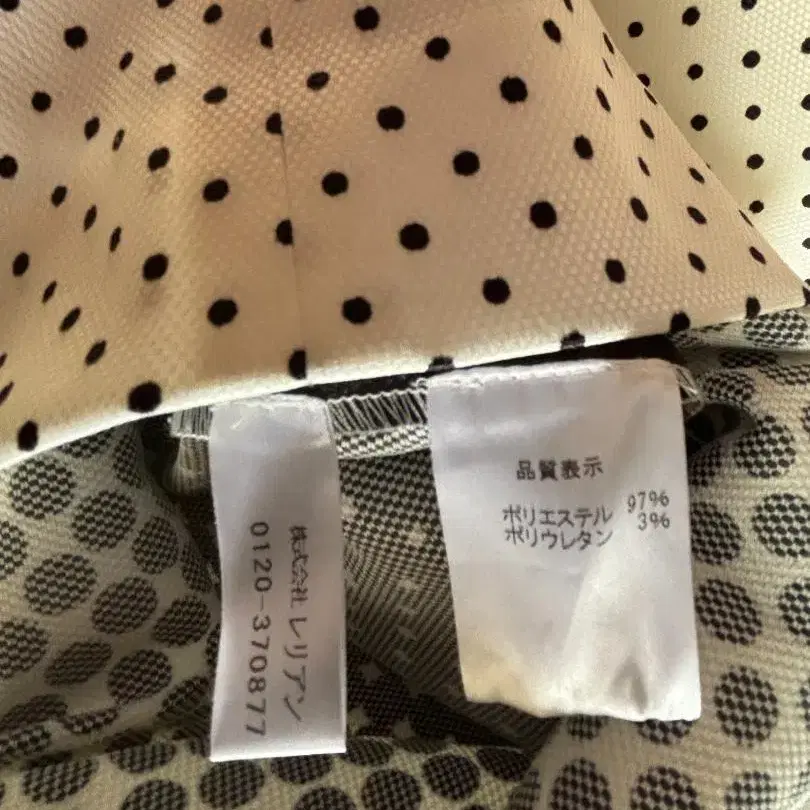 株式会社 レリアン
0120-370877
品質表示
ポリエステル 97%
ポリウレタン 3%